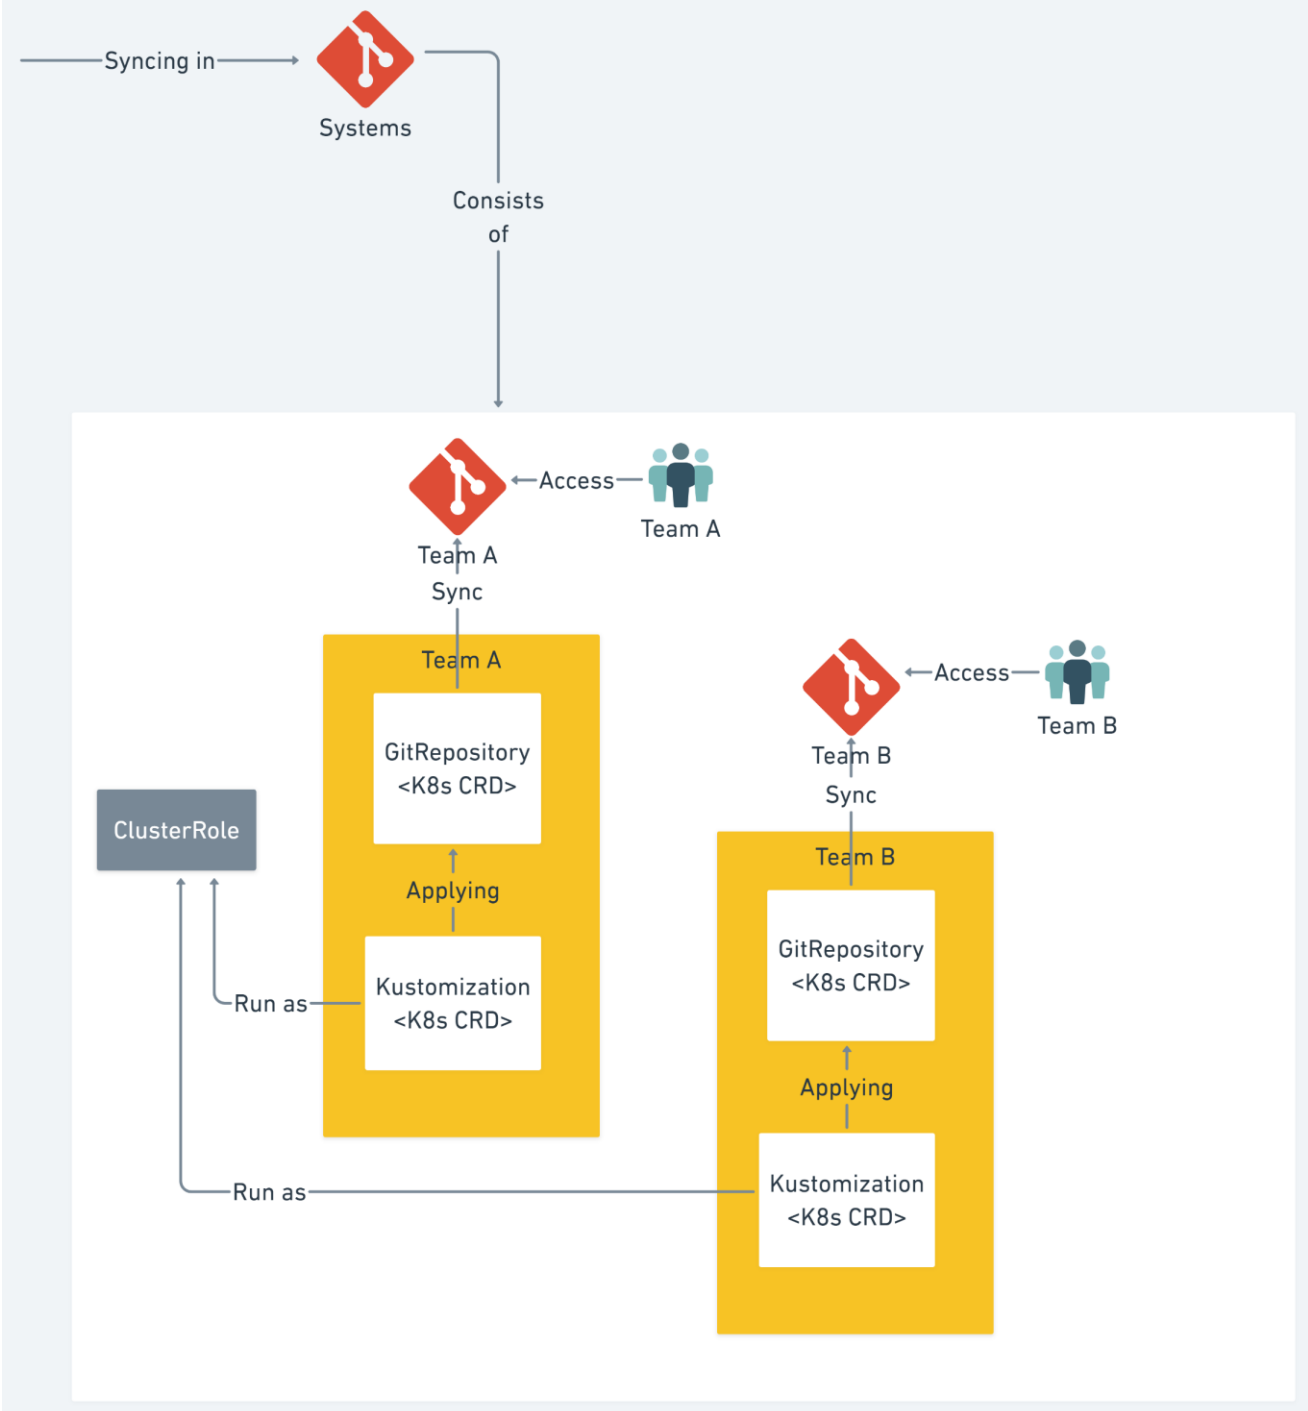 Syncing in
Systems
Consists
of
Access
Team A
Team A
Sync
Team A
GitRepository
<K8s CRD>
Applying
Kustomization
<K8s CRD>
Run as
ClusterRole
Access
Team B
Team B
Sync
Team B
GitRepository
<K8s CRD>
Applying
Kustomization
<K8s CRD>
Run as